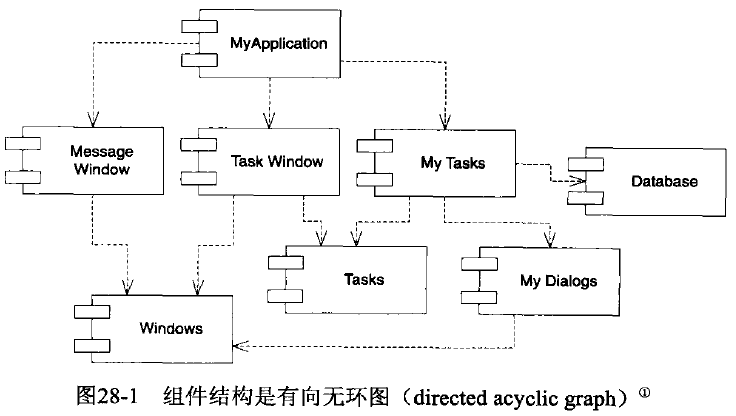 MyApplication
Message
Window
Task Window
My Tasks
Database
Tasks
My Dialogs
Windows
图28-1 组件结构是有向无环图（directed acyclic graph）①